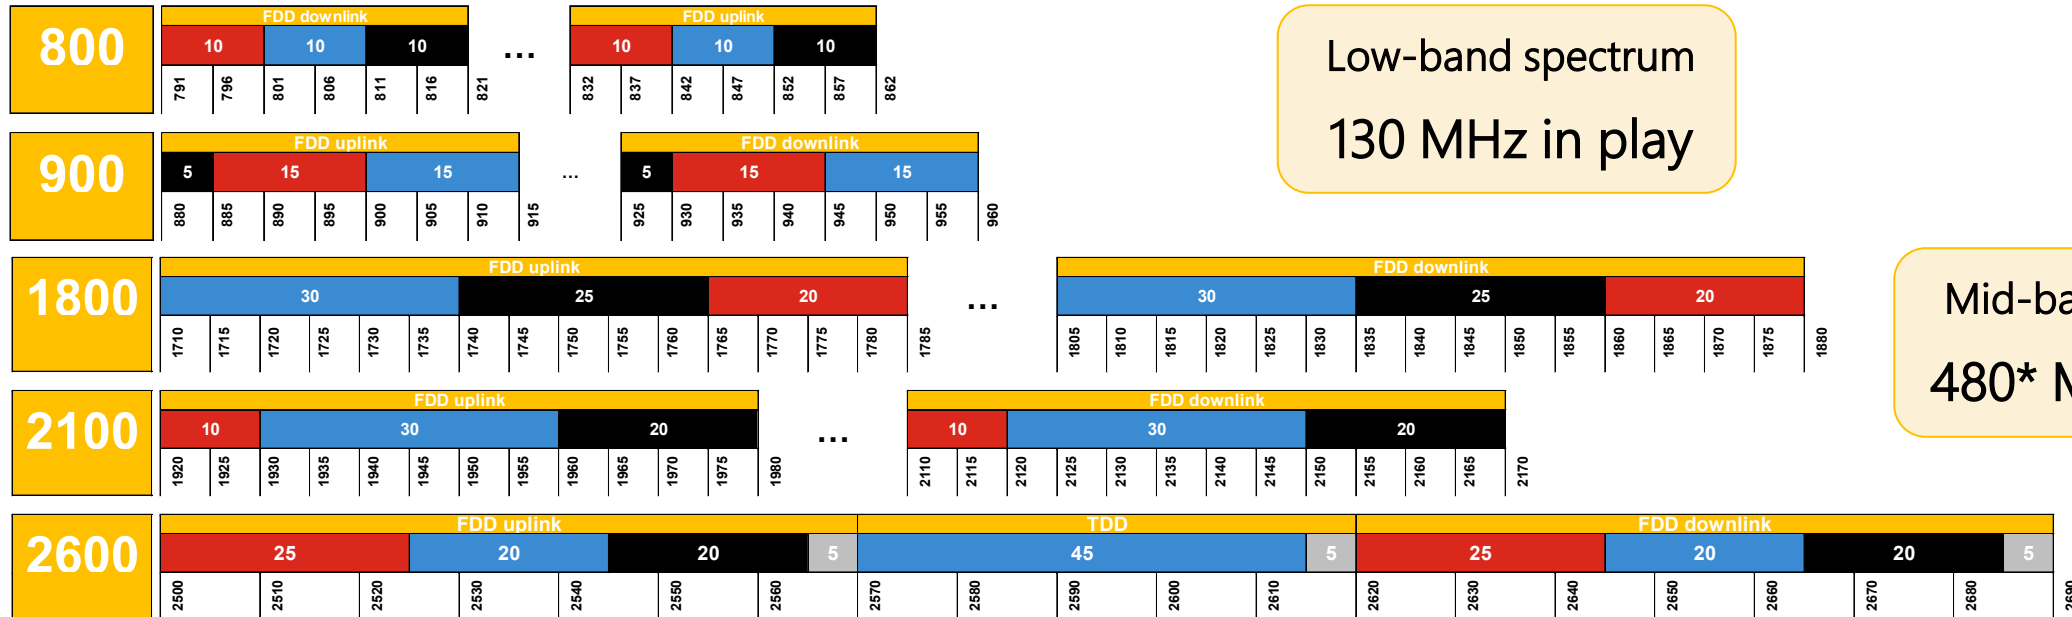 800
FDD downlink
FDD uplink
10 10 10
...
10 10 10
791 796 801 806 811 816 821
832 837 842 847 852 857 862
Low-band spectrum
130 MHz in play
900
FDD uplink
FDD downlink
5 15 15
...
5 15 15
880 885 890 895 900 905 910 915
925 930 935 940 945 950 955 960
1800
FDD uplink
FDD downlink
30 25 20
...
30 25 20
1710 1715 1720 1725 1730 1735 1740 1745 1750 1755 1760 1765 1770 1775 1780 1785
1805 1810 1815 1820 1825 1830 1835 1840 1845 1850 1855 1860 1865 1870 1875 1880
Mid-ba
480* M
2100
FDD uplink
FDD downlink
10 30 20
...
10 30 20
1920 1925 1930 1935 1940 1945 1950 1955 1960 1965 1970 1975 1980
2110 2115 2120 2125 2130 2135 2140 2145 2150 2155 2160 2165 2170
2600
FDD uplink
TDD
FDD downlink
25 20 20 5 45 5 25 20 20 5
2500 2510 2520 2530 2540 2550 2560 2570 2580 2590 2600 2610 2620 2630 2640 2650 2660 2670 2680 2690